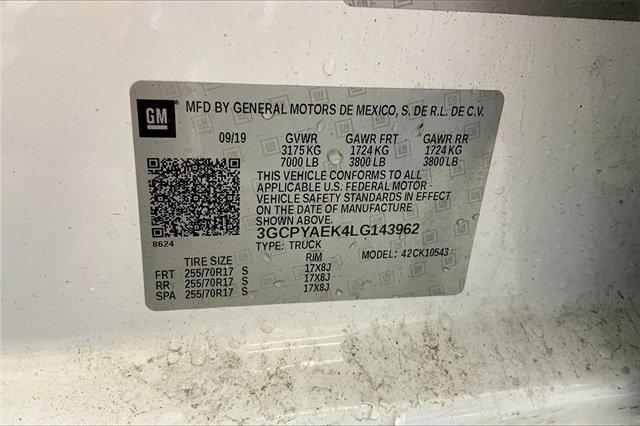 GM
MFD BY GENERAL MOTORS DE MEXICO, S. DE R.L. DE C.V.
09/19 GVWR GAWR FRT GAWR RR
3175 KG 1724 KG 1724 KG
7000 LB 3800 LB 3800 LB
THIS VEHICLE CONFORMS TO ALL
APPLICABLE U.S. FEDERAL MOTOR
VEHICLE SAFETY STANDARDS IN EFFECT
ON THE DATE OF MANUFACTURE
SHOWN ABOVE.
3GCPYAEK4LG143962
8624 TYPE: TRUCK MODEL: 42CK10543
TIRE SIZE RIM
FRT 255/70R17 S 17X8J
RR 255/70R17 S 17X8J
SPA 255/70R17 S 17X8J